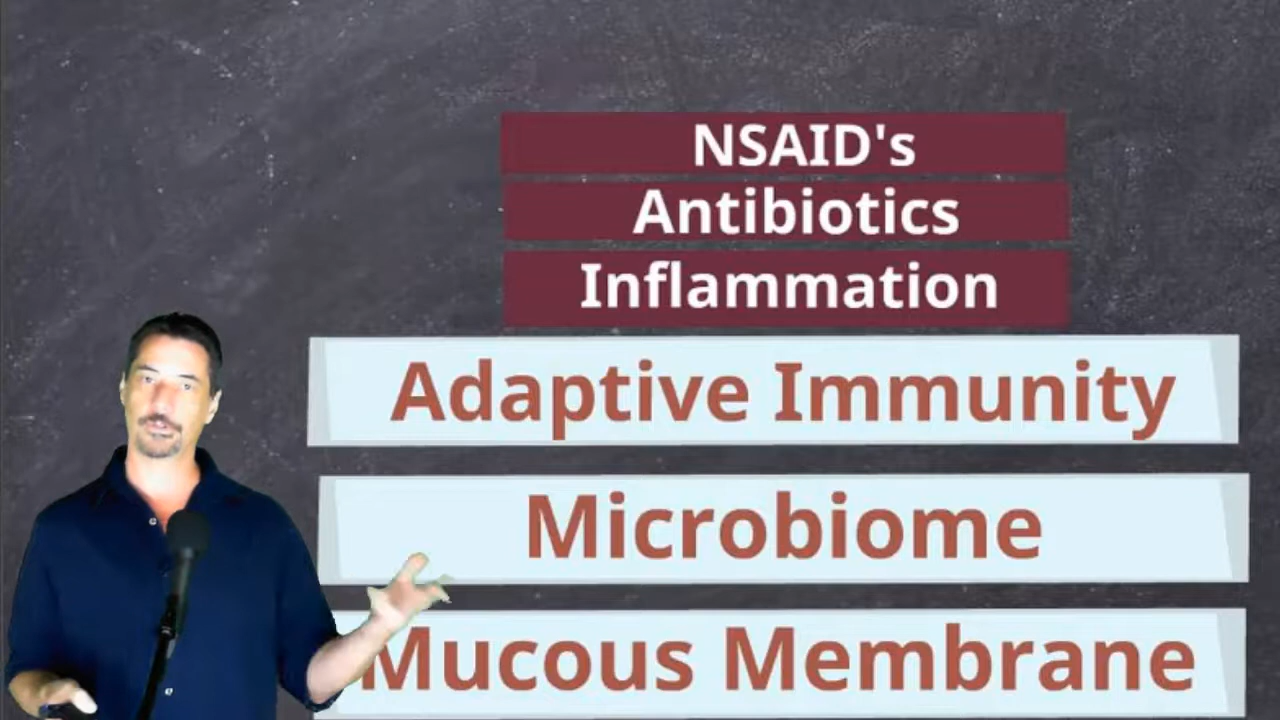 NSAID's
Antibiotics
Inflammation
Adaptive Immunity
Microbiome
Mucous Membrane